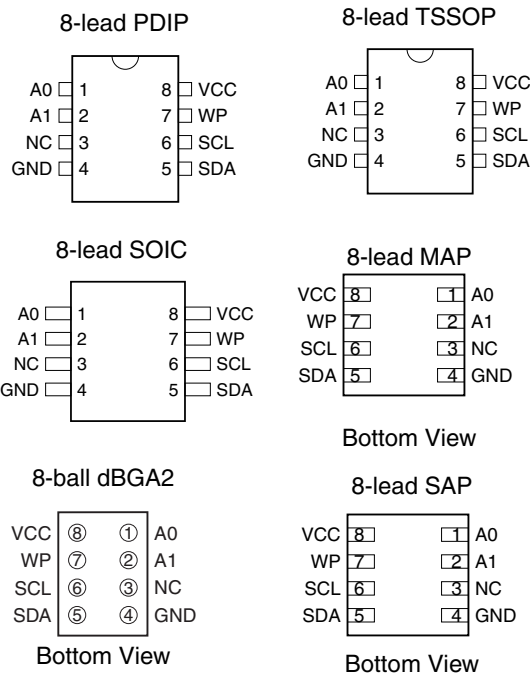 8-lead PDIP
A0 1 8 VCC
A1 2 7 WP
NC 3 6 SCL
GND 4 5 SDA
8-lead TSSOP
A0 1 8 VCC
A1 2 7 WP
NC 3 6 SCL
GND 4 5 SDA
8-lead SOIC
A0 1 8 VCC
A1 2 7 WP
NC 3 6 SCL
GND 4 5 SDA
8-lead MAP
VCC 8 1 A0
WP 7 2 A1
SCL 6 3 NC
SDA 5 4 GND
Bottom View
8-ball dBGA2
VCC 8 1 A0
WP 7 2 A1
SCL 6 3 NC
SDA 5 4 GND
Bottom View
8-lead SAP
VCC 8 1 A0
WP 7 2 A1
SCL 6 3 NC
SDA 5 4 GND
Bottom View